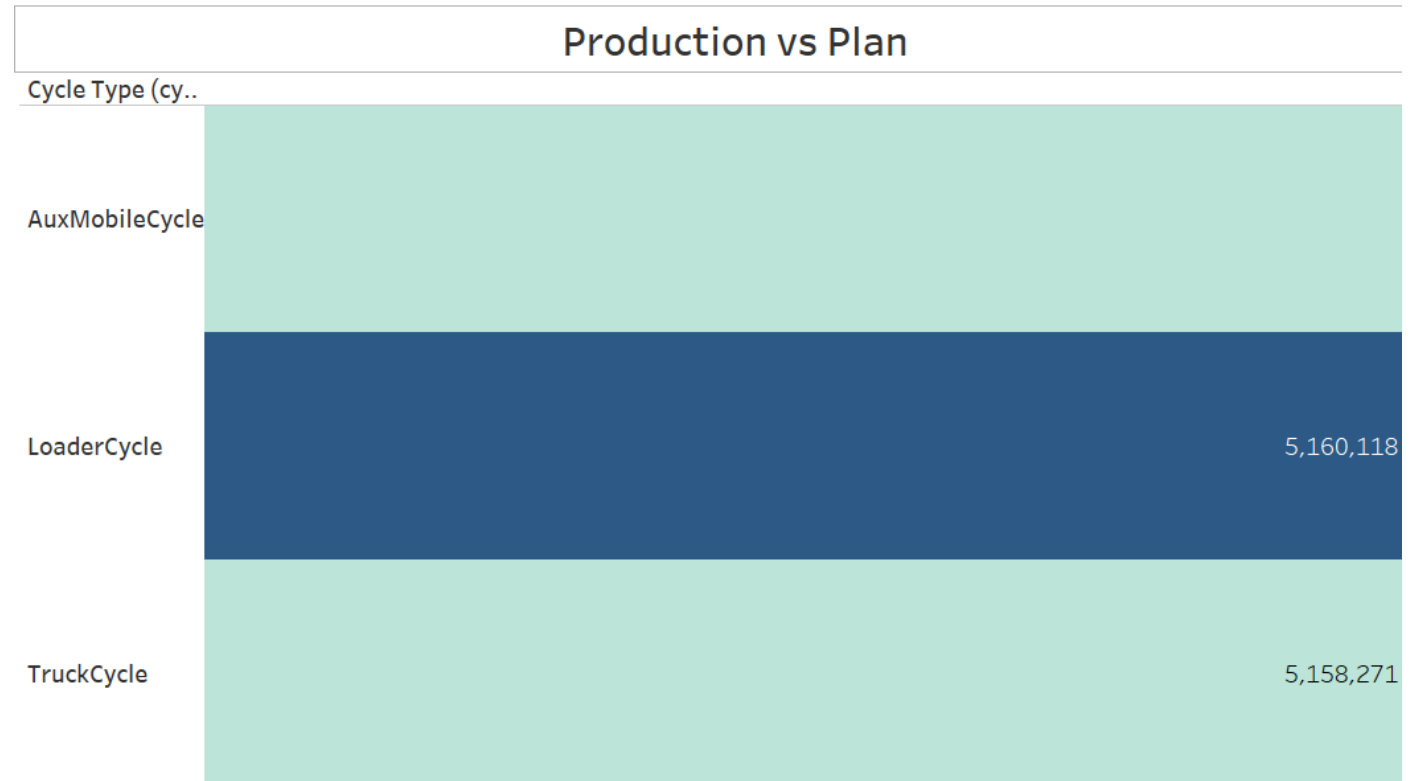 Production vs Plan
Cycle Type (cy..
AuxMobileCycle
LoaderCycle 5,160,118
TruckCycle 5,158,271